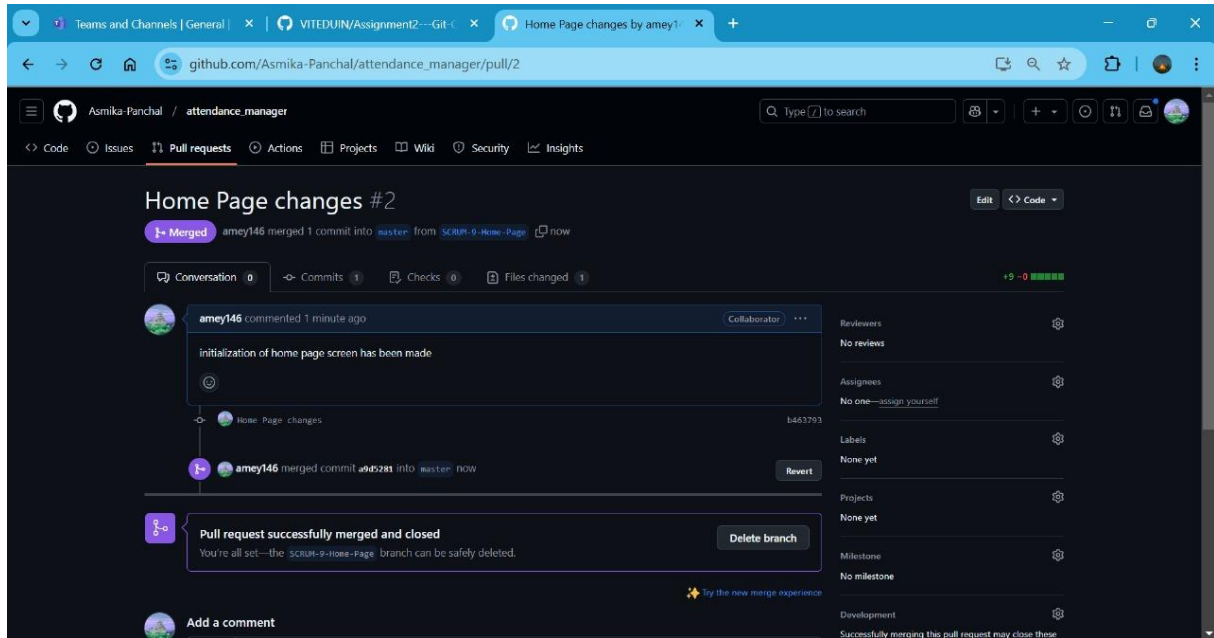 Teams and Channels | General |
VITEDUIN/Assignment2---Git-C
Home Page changes by amey14
github.com/Asmika-Panchal/attendance_manager/pull/2
Asmika-Panchal / attendance_manager
Type / to search
Code
Issues
Pull requests
Actions
Projects
Wiki
Security
Insights
Home Page changes #2
Edit
Code
Merged
amey146 merged 1 commit into master from SCRUM-9-Home-Page now
Conversation 0
Commits 1
Checks 0
Files changed 1
+9 -0
amey146 commented 1 minute ago
Collaborator
initialization of home page screen has been made
Home Page changes
b463793
amey146 merged commit a9d5281 into master now
Revert
Pull request successfully merged and closed
You're all set—the SCRUM-9-Home-Page branch can be safely deleted.
Delete branch
Try the new merge experience
Add a comment
Reviewers
No reviews
Assignees
No one—assign yourself
Labels
None yet
Projects
None yet
Milestone
No milestone
Development
Successfully merging this pull request may close these